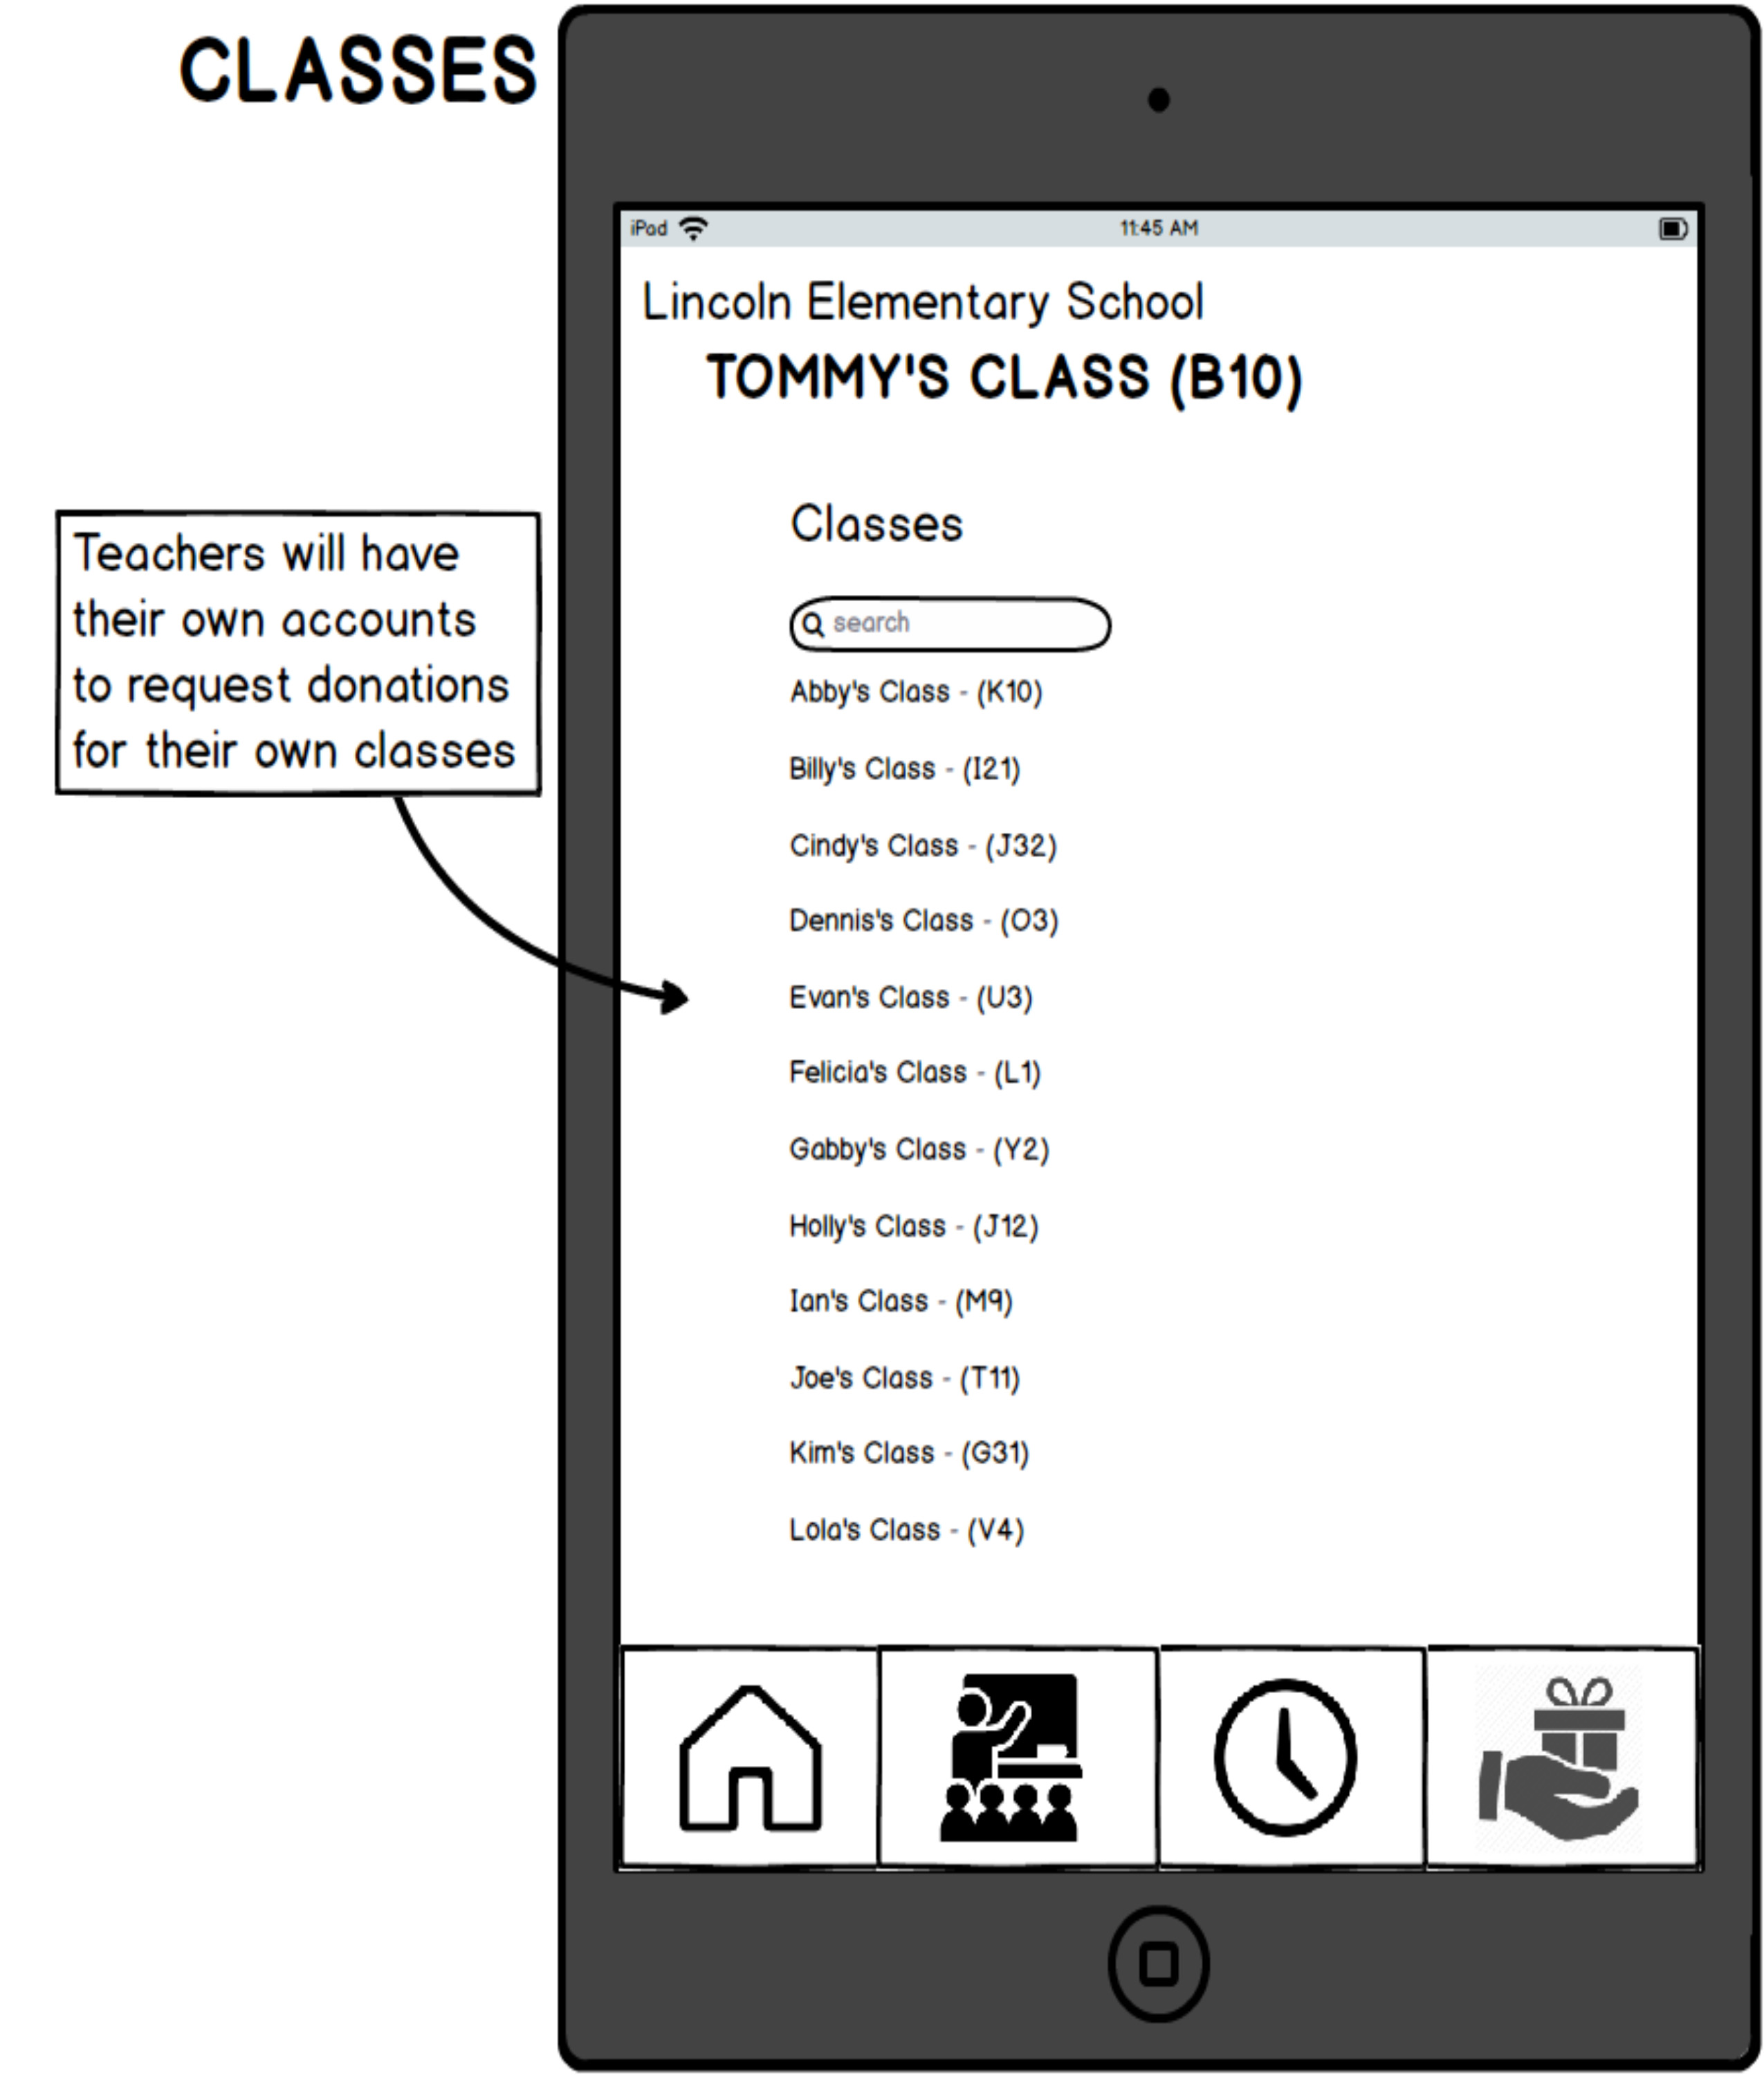 CLASSES
iPad
11:45 AM
Lincoln Elementary School
TOMMY'S CLASS (B10)
Teachers will have
their own accounts
to request donations
for their own classes
Classes
search
Abby's Class - (K10)
Billy's Class - (I21)
Cindy's Class - (J32)
Dennis's Class - (O3)
Evan's Class - (U3)
Felicia's Class - (L1)
Gabby's Class - (Y2)
Holly's Class - (J12)
Ian's Class - (M9)
Joe's Class - (T11)
Kim's Class - (G31)
Lola's Class - (V4)